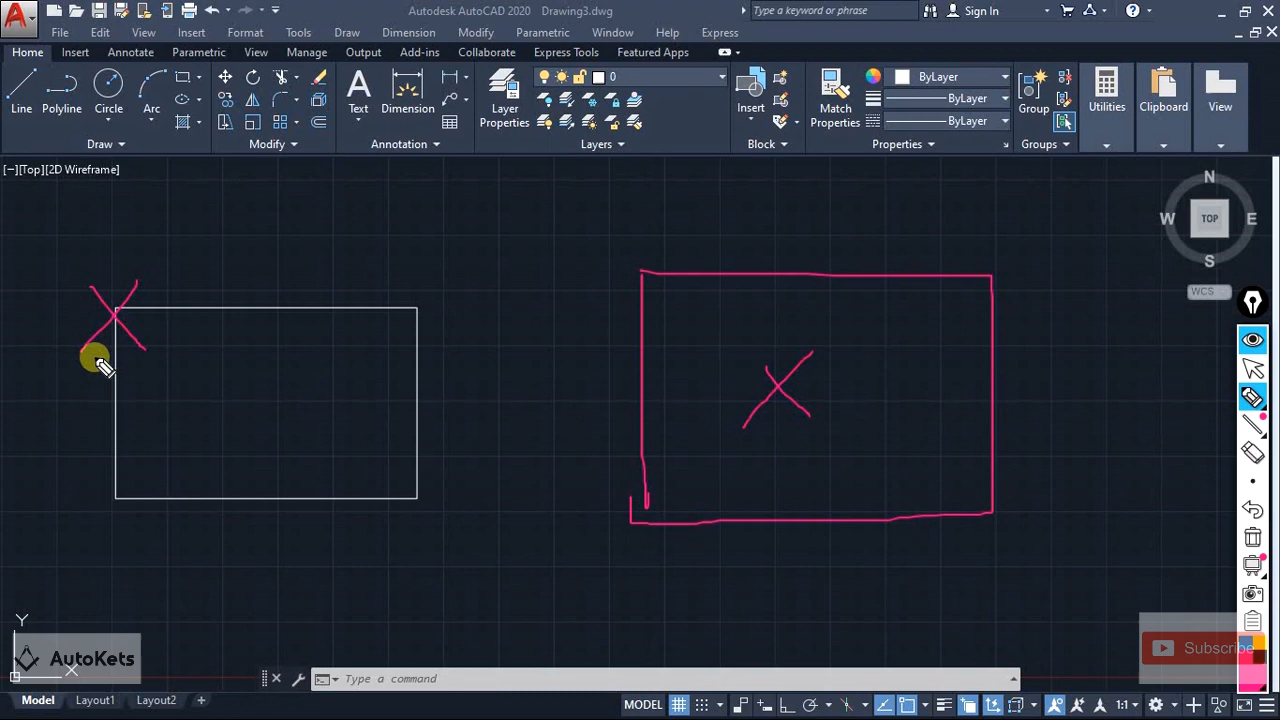 Autodesk AutoCAD 2020 Drawing3.dwg
Type a keyword or phrase
Sign In
File Edit View Insert Format Tools Draw Dimension Modify Parametric Window Help Express
Home Insert Annotate Parametric View Manage Output Add-ins Collaborate Express Tools Featured Apps
Line Polyline Circle Arc
Text Dimension
Layer Properties
0
Insert
Match Properties
ByLayer
ByLayer
ByLayer
Group
Utilities
Clipboard
View
Draw Modify Annotation Layers Block Properties Groups
[−][Top][2D Wireframe]
N
W TOP E
S
WCS
Y
X
AutoKets
Subscribe
Type a command
Model Layout1 Layout2 +
MODEL
1:1